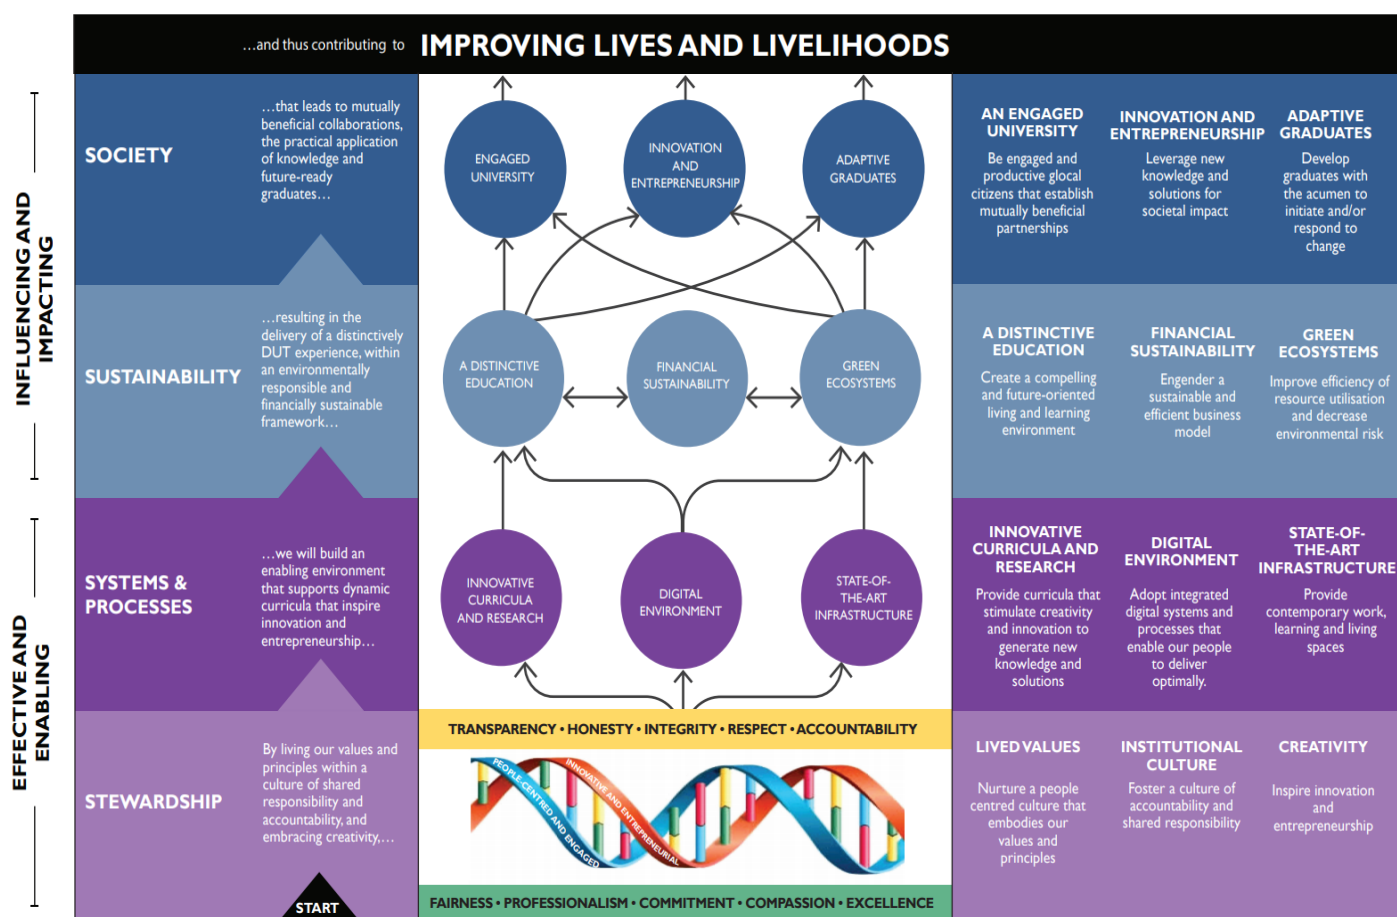 …and thus contributing to IMPROVING LIVES AND LIVELIHOODS
INFLUENCING AND
IMPACTING
SOCIETY
…that leads to mutually
beneficial collaborations,
the practical application
of knowledge and
future-ready
graduates…
ENGAGED
UNIVERSITY
INNOVATION
AND
ENTREPRENEURSHIP
ADAPTIVE
GRADUATES
AN ENGAGED
UNIVERSITY
Be engaged and
productive glocal
citizens that establish
mutually beneficial
partnerships
INNOVATION AND
ENTREPRENEURSHIP
Leverage new
knowledge and
solutions for
societal impact
ADAPTIVE
GRADUATES
Develop
graduates with
the acumen to
initiate and/or
respond to
change
SUSTAINABILITY
…resulting in the
delivery of a distinctively
DUT experience, within
an environmentally
responsible and
financially sustainable
framework…
A DISTINCTIVE
EDUCATION
FINANCIAL
SUSTAINABILITY
GREEN
ECOSYSTEMS
A DISTINCTIVE
EDUCATION
Create a compelling
and future-oriented
living and learning
environment
FINANCIAL
SUSTAINABILITY
Engender a
sustainable and
efficient business
model
GREEN
ECOSYSTEMS
Improve efficiency of
resource utilisation
and decrease
environmental risk
EFFECTIVE AND
ENABLING
SYSTEMS &
PROCESSES
…we will build an
enabling environment
that supports dynamic
curricula that inspire
innovation and
entrepreneurship…
INNOVATIVE
CURRICULA
AND RESEARCH
DIGITAL
ENVIRONMENT
STATE-OF-
THE-ART
INFRASTRUCTURE
INNOVATIVE
CURRICULA AND
RESEARCH
Provide curricula that
stimulate creativity
and innovation to
generate new
knowledge and
solutions
DIGITAL
ENVIRONMENT
Adopt integrated
digital systems and
processes that
enable our people
to deliver
optimally.
STATE-OF-
THE-ART
INFRASTRUCTURE
Provide
contemporary work,
learning and living
spaces
STEWARDSHIP
By living our values and
principles within a
culture of shared
responsibility and
accountability, and
embracing creativity,…
START
TRANSPARENCY • HONESTY • INTEGRITY • RESPECT • ACCOUNTABILITY
PEOPLE-CENTRED AND ENGAGED
INNOVATIVE AND ENTREPRENEURIAL
FAIRNESS • PROFESSIONALISM • COMMITMENT • COMPASSION • EXCELLENCE
LIVED VALUES
Nurture a people
centred culture that
embodies our
values and
principles
INSTITUTIONAL
CULTURE
Foster a culture of
accountability and
shared responsibility
CREATIVITY
Inspire innovation
and
entrepreneurship